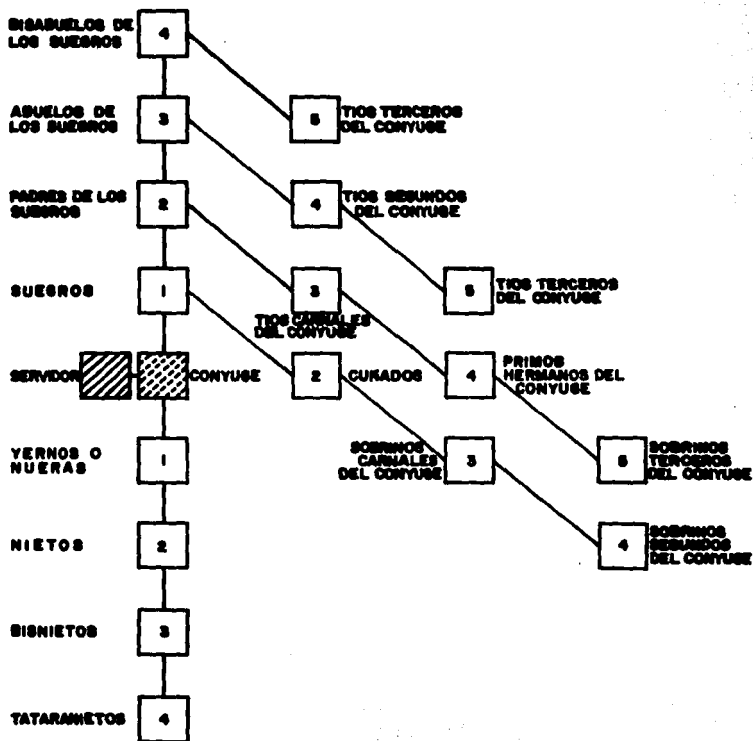 BISABUELOS DE
LOS SUEGROS
4
ABUELOS DE
LOS SUEGROS
3
5
TIOS TERCEROS
DEL CONYUGE
PADRES DE LOS
SUEGROS
2
4
TIOS SEGUNDOS
DEL CONYUGE
SUEGROS
1
3
TIOS CARNALES
DEL CONYUGE
5
TIOS TERCEROS
DEL CONYUGE
SERVIDOR
CONYUGE
2
CUÑADOS
4
PRIMOS
HERMANOS DEL
CONYUGE
YERNOS O
NUERAS
1
SOBRINOS
CARNALES
DEL CONYUGE
3
5
SOBRINOS
TERCEROS
DEL CONYUGE
NIETOS
2
4
SOBRINOS
SEGUNDOS
DEL CONYUGE
BISNIETOS
3
TATARANIETOS
4